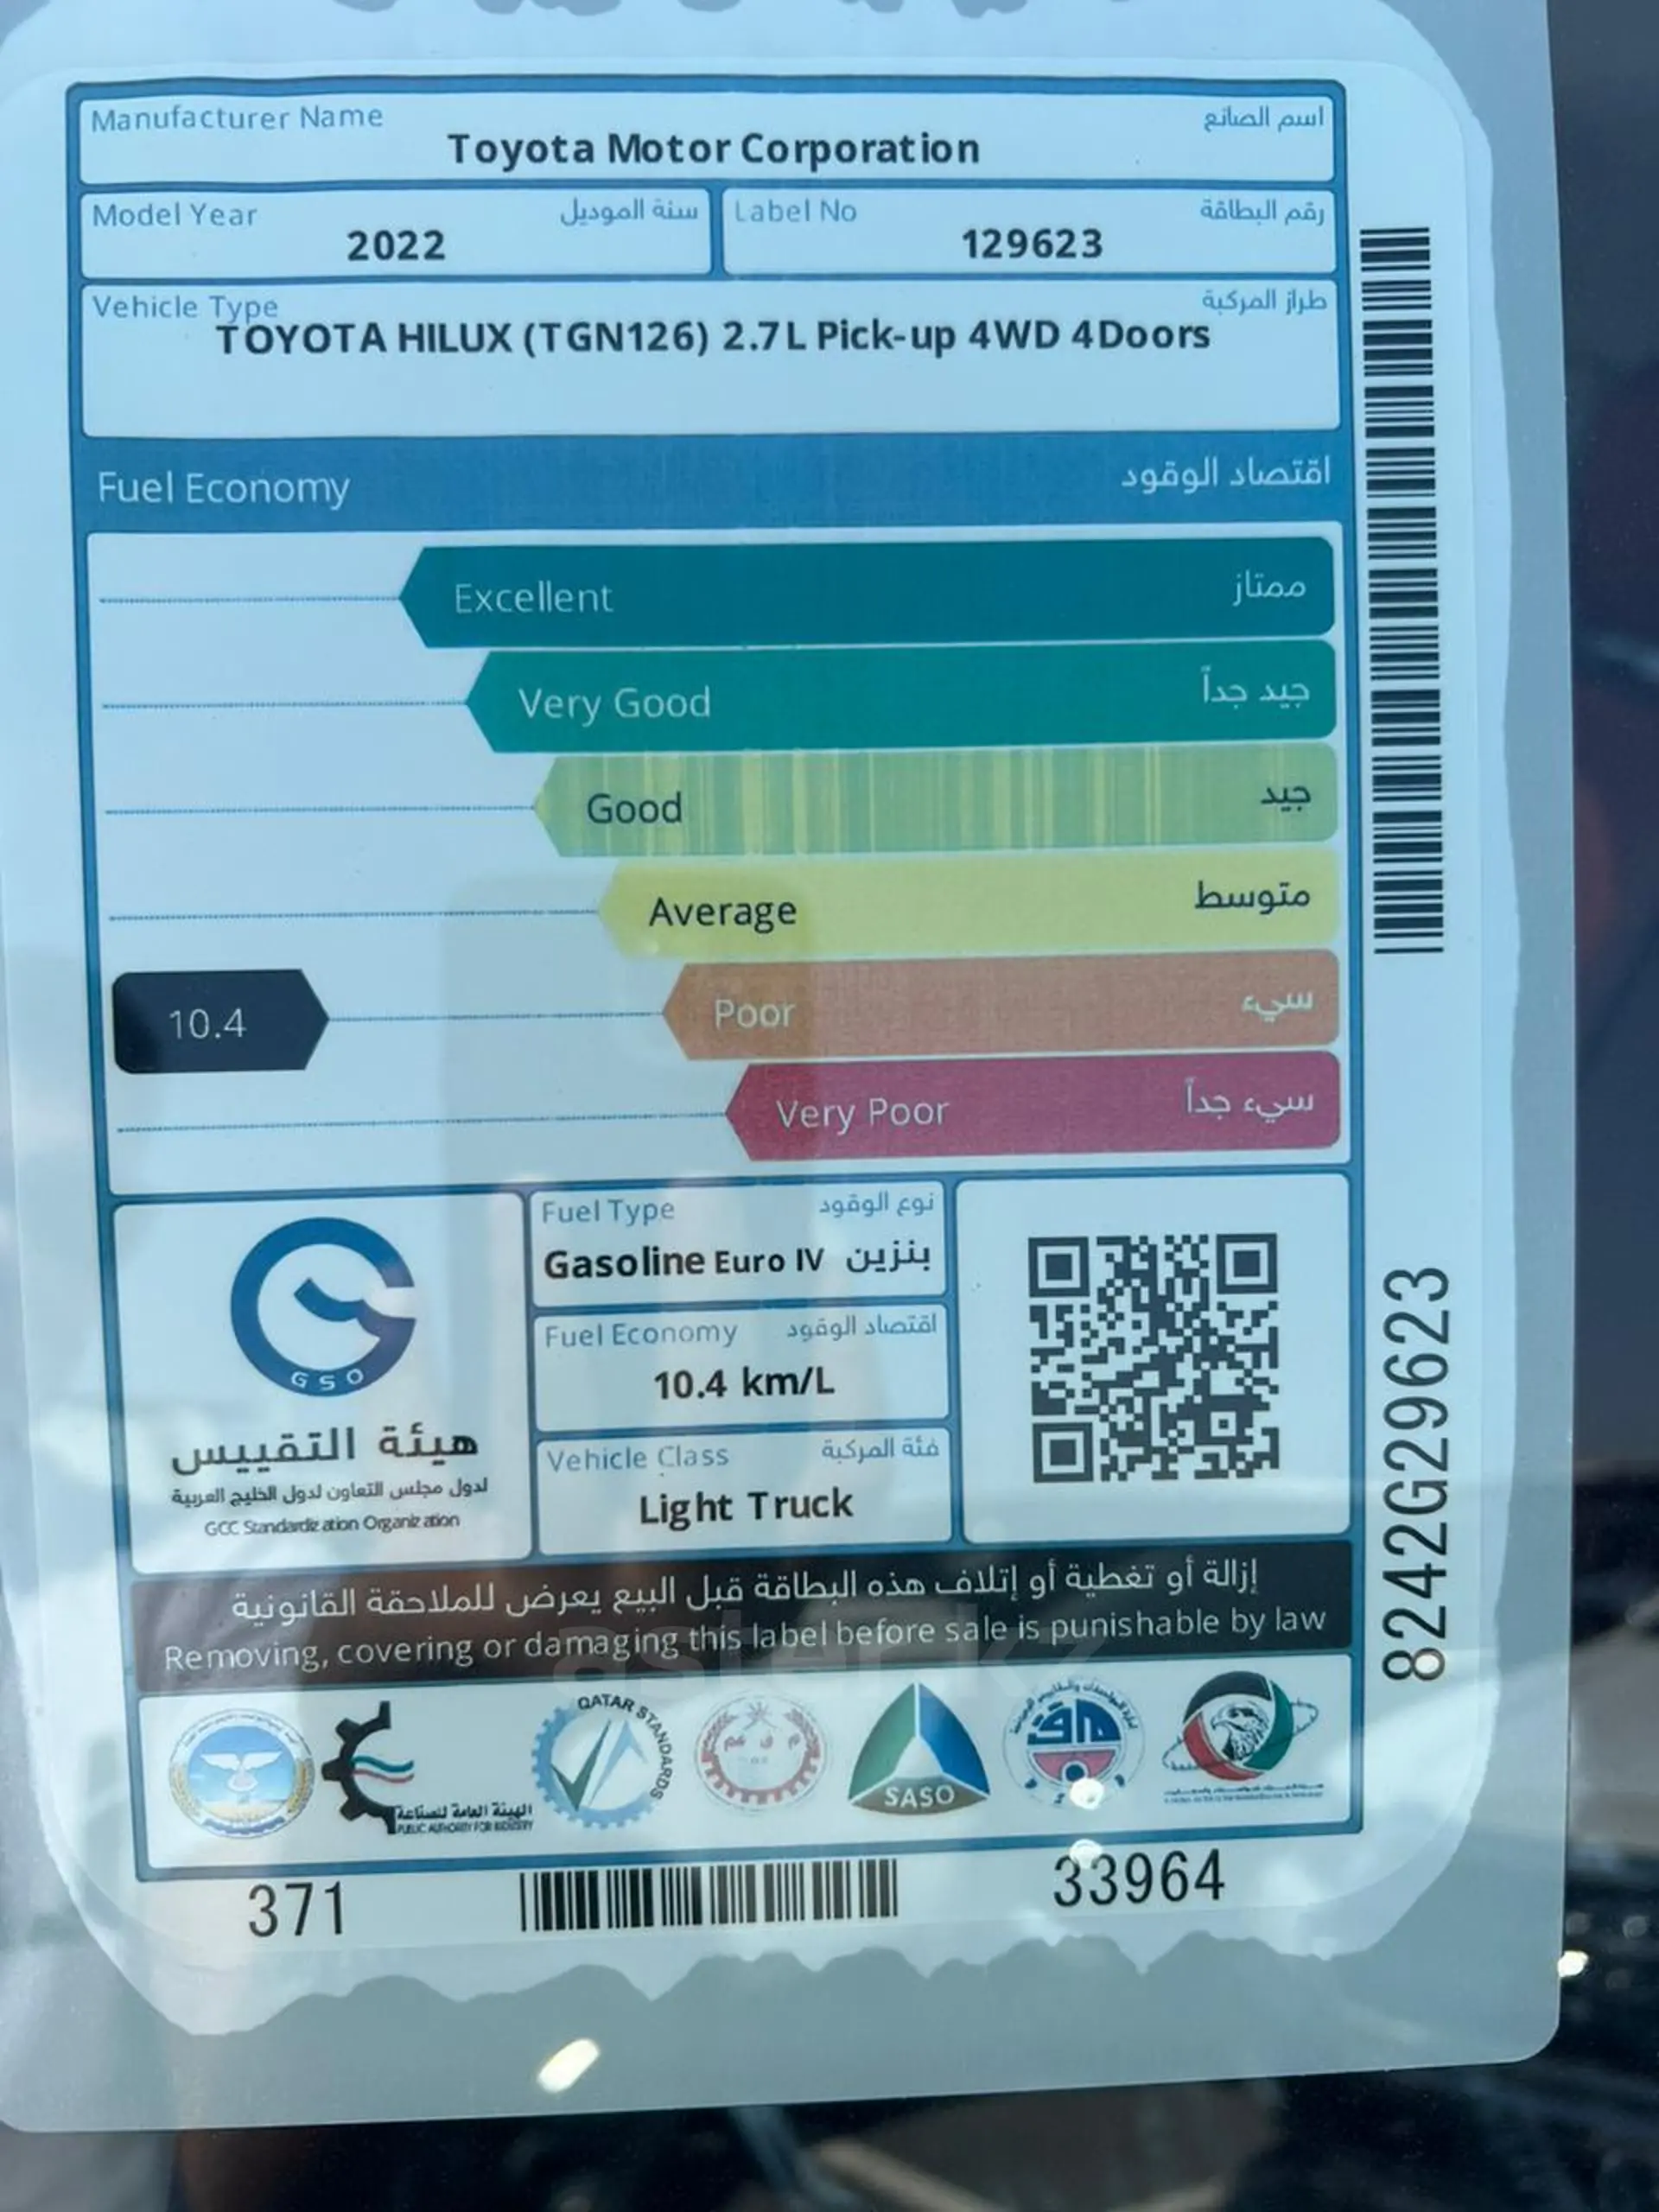 Manufacturer Name اسم الصانع
Toyota Motor Corporation
Model Year سنة الموديل
2022
Label No رقم البطاقة
129623
Vehicle Type طراز المركبة
TOYOTA HILUX (TGN126) 2.7L Pick-up 4WD 4Doors
Fuel Economy اقتصاد الوقود
Excellent ممتاز
Very Good جيد جداً
Good جيد
Average متوسط
10.4 Poor سيء
Very Poor سيء جداً
GSO
هيئة التقييس
لدول مجلس التعاون لدول الخليج العربية
GCC Standardization Organization
Fuel Type نوع الوقود
Gasoline Euro IV بنزين
Fuel Economy اقتصاد الوقود
10.4 km/L
Vehicle Class فئة المركبة
Light Truck
8242G29623
إزالة أو تغطية أو إتلاف هذه البطاقة قبل البيع يعرض للملاحقة القانونية
Removing, covering or damaging this label before sale is punishable by law
aster.kz
الهيئة العامة للصناعة
PUBLIC AUTHORITY FOR INDUSTRY
QATAR STANDARDS
SASO
371
33964